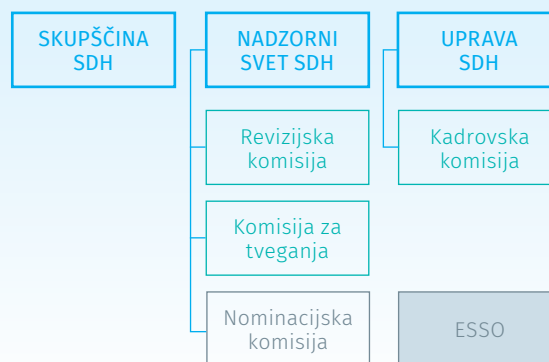 SKUPŠČINA
SDH
NADZORNI
SVET SDH
UPRAVA
SDH
Revizijska
komisija
Kadrovska
komisija
Komisija za
tveganja
Nominacijska
komisija
ESSO